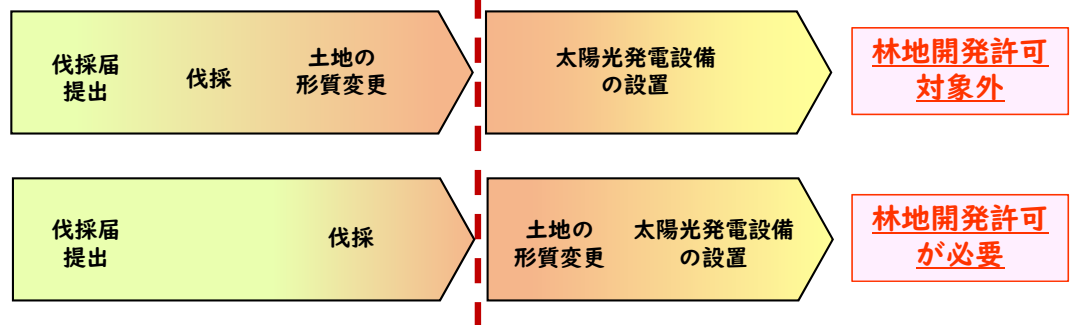 伐採届
提出
伐採
土地の
形質変更
太陽光発電設備
の設置
林地開発許可
対象外
伐採届
提出
伐採
土地の
形質変更
太陽光発電設備
の設置
林地開発許可
が必要